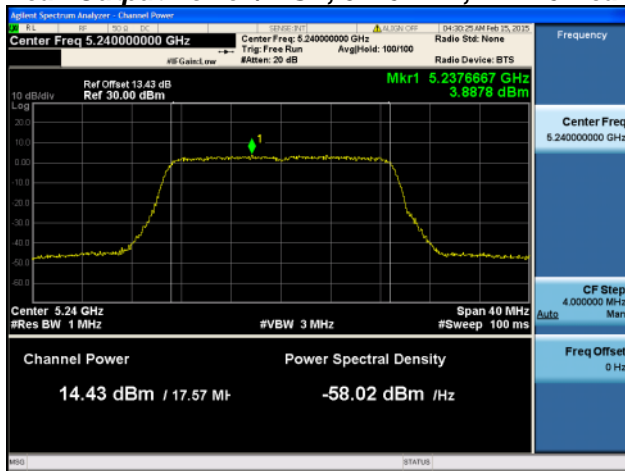 Agilent Spectrum Analyzer - Channel Power
RL RF 50 Ω DC SENSE:INT ALIGN OFF 04:30:25 AM Feb 15, 2015
Center Freq 5.240000000 GHz
Center Freq: 5.240000000 GHz
Radio Std: None
Trig: Free Run Avg|Hold: 100/100
#IFGain:Low #Atten: 20 dB Radio Device: BTS
Frequency
Ref Offset 13.43 dB
10 dB/div Ref 30.00 dBm
Mkr1 5.2376667 GHz
3.8878 dBm
Log
20.0
10.0
0.00
-10.0
-20.0
-30.0
-40.0
-50.0
-60.0
1
Center Freq
5.240000000 GHz
Center 5.24 GHz Span 40 MHz
#Res BW 1 MHz #VBW 3 MHz #Sweep 100 ms
CF Step
4.000000 MHz
Auto Man
Channel Power Power Spectral Density
14.43 dBm / 17.57 MH -58.02 dBm /Hz
Freq Offset
0 Hz
MSG STATUS